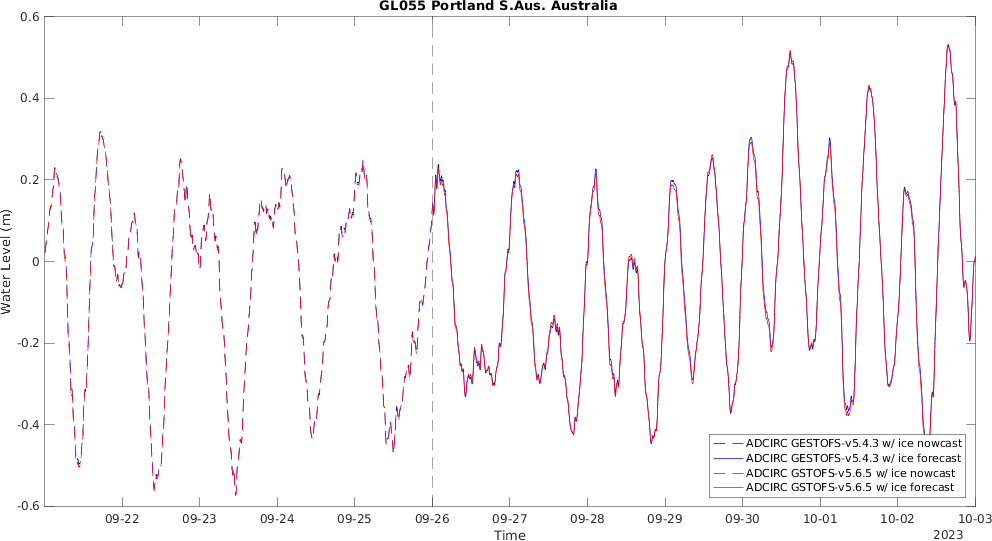 GL055 Portland S.Aus. Australia
0.6
0.4
0.2
0
-0.2
-0.4
-0.6
Water Level (m)
09-22
09-23
09-24
09-25
09-26
09-27
09-28
09-29
09-30
10-01
10-02
10-03
Time
2023
ADCIRC GESTOFS-v5.4.3 w/ ice nowcast
ADCIRC GESTOFS-v5.4.3 w/ ice forecast
ADCIRC GSTOFS-v5.6.5 w/ ice nowcast
ADCIRC GSTOFS-v5.6.5 w/ ice forecast